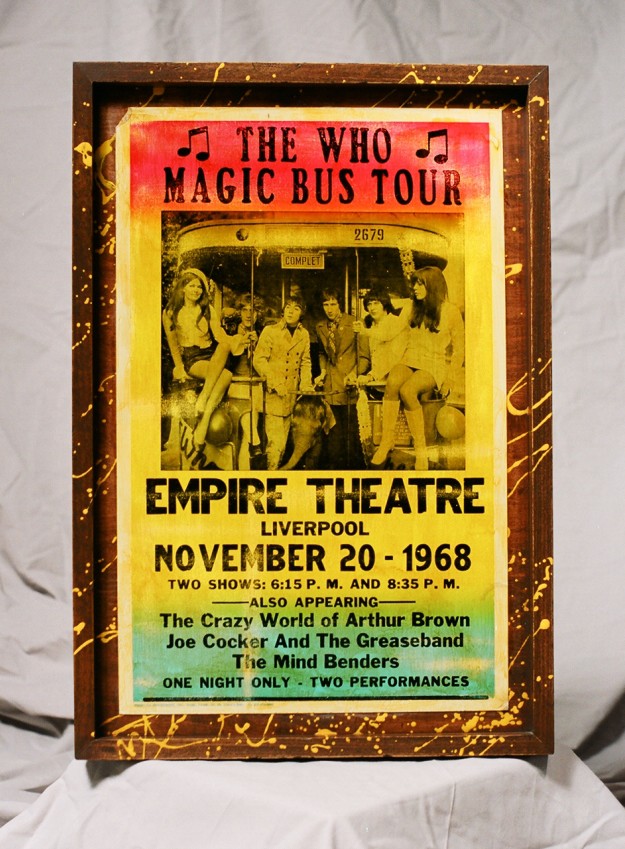 THE WHO
MAGIC BUS TOUR
2679
COMPLET
EMPIRE THEATRE
LIVERPOOL
NOVEMBER 20 - 1968
TWO SHOWS: 6:15 P. M. AND 8:35 P. M.
ALSO APPEARING
The Crazy World of Arthur Brown
Joe Cocker And The Greaseband
The Mind Benders
ONE NIGHT ONLY - TWO PERFORMANCES